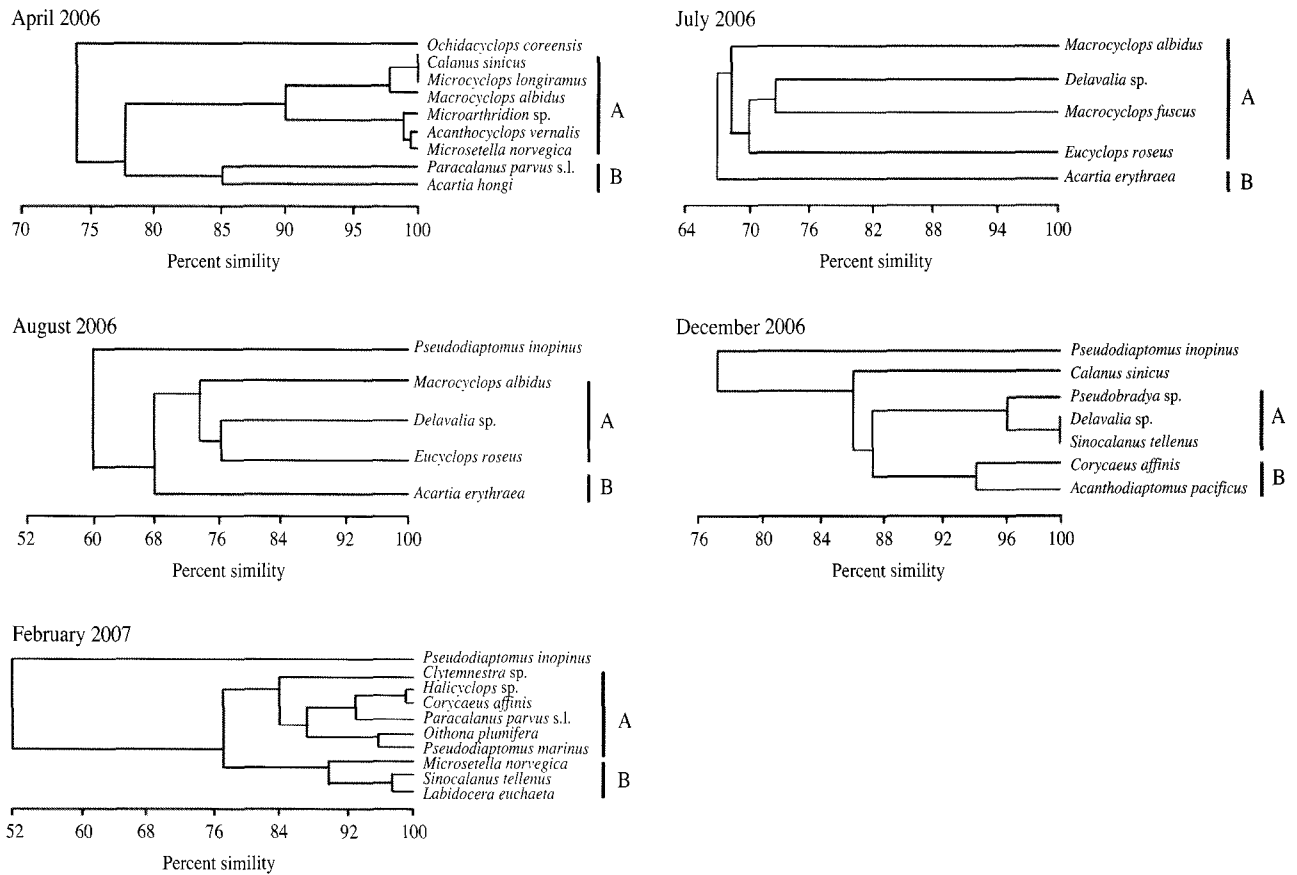 April 2006
Ochidacyclops coreensis
Calanus sinicus
Microcyclops longiramus
Macrocyclops albidus
Microarthridion sp.
Acanthocyclops vernalis
Microsetella norvegica
Paracalanus parvus s.l.
Acartia hongi
A
B
70 75 80 85 90 95 100
Percent simility
July 2006
Macrocyclops albidus
Delavalia sp.
Macrocyclops fuscus
Eucyclops roseus
Acartia erythraea
A
B
64 70 76 82 88 94 100
Percent simility
August 2006
Pseudodiaptomus inopinus
Macrocyclops albidus
Delavalia sp.
Eucyclops roseus
Acartia erythraea
A
B
52 60 68 76 84 92 100
Percent simility
December 2006
Pseudodiaptomus inopinus
Calanus sinicus
Pseudobradya sp.
Delavalia sp.
Sinocalanus tellenus
Corycaeus affinis
Acanthodiaptomus pacificus
A
B
76 80 84 88 92 96 100
Percent simility
February 2007
Pseudodiaptomus inopinus
Clytemnestra sp.
Halicyclops sp.
Corycaeus affinis
Paracalanus parvus s.l.
Oithona plumifera
Pseudodiaptomus marinus
Microsetella norvegica
Sinocalanus tellenus
Labidocera euchaeta
A
B
52 60 68 76 84 92 100
Percent simility